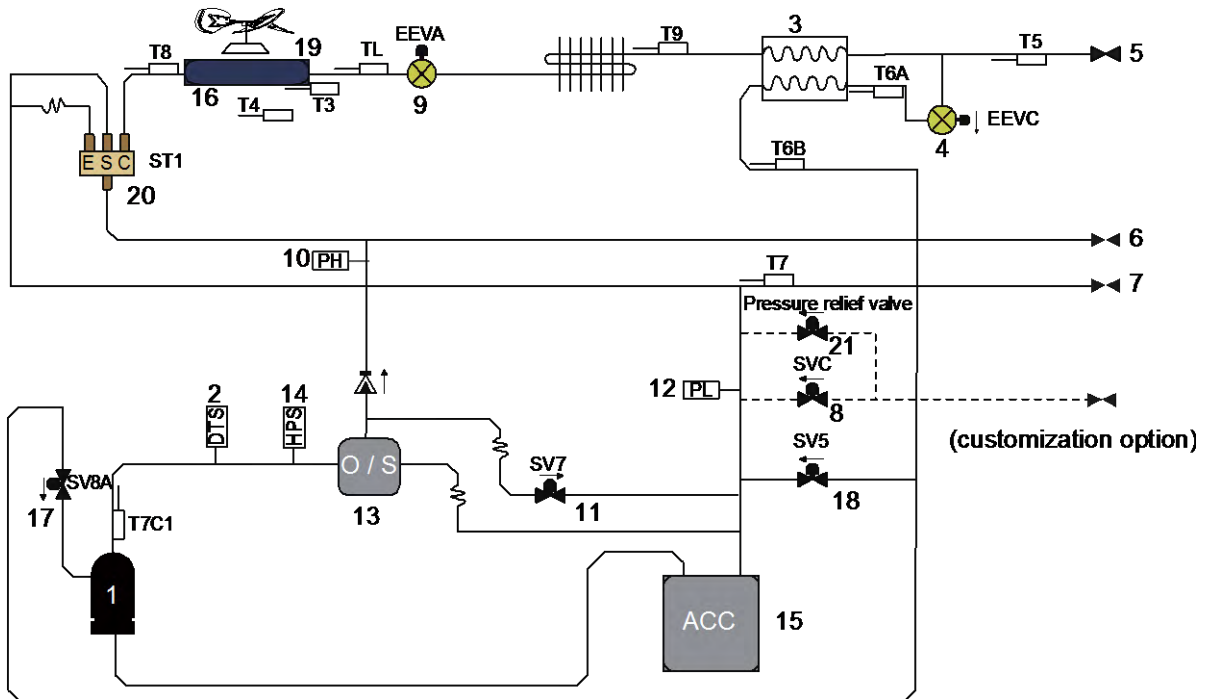 EEVA
3
T8
19
TL
T9
T5
5
16
T3
9
T6A
T4
EEVC
4
E S C
ST1
T6B
20
6
10
PH
T7
7
Pressure relief valve
21
SVC
12
PL
8
2
14
DTS
HPS
(customization option)
SV5
O / S
SV7
SV8A
18
17
13
11
T7C1
1
ACC
15